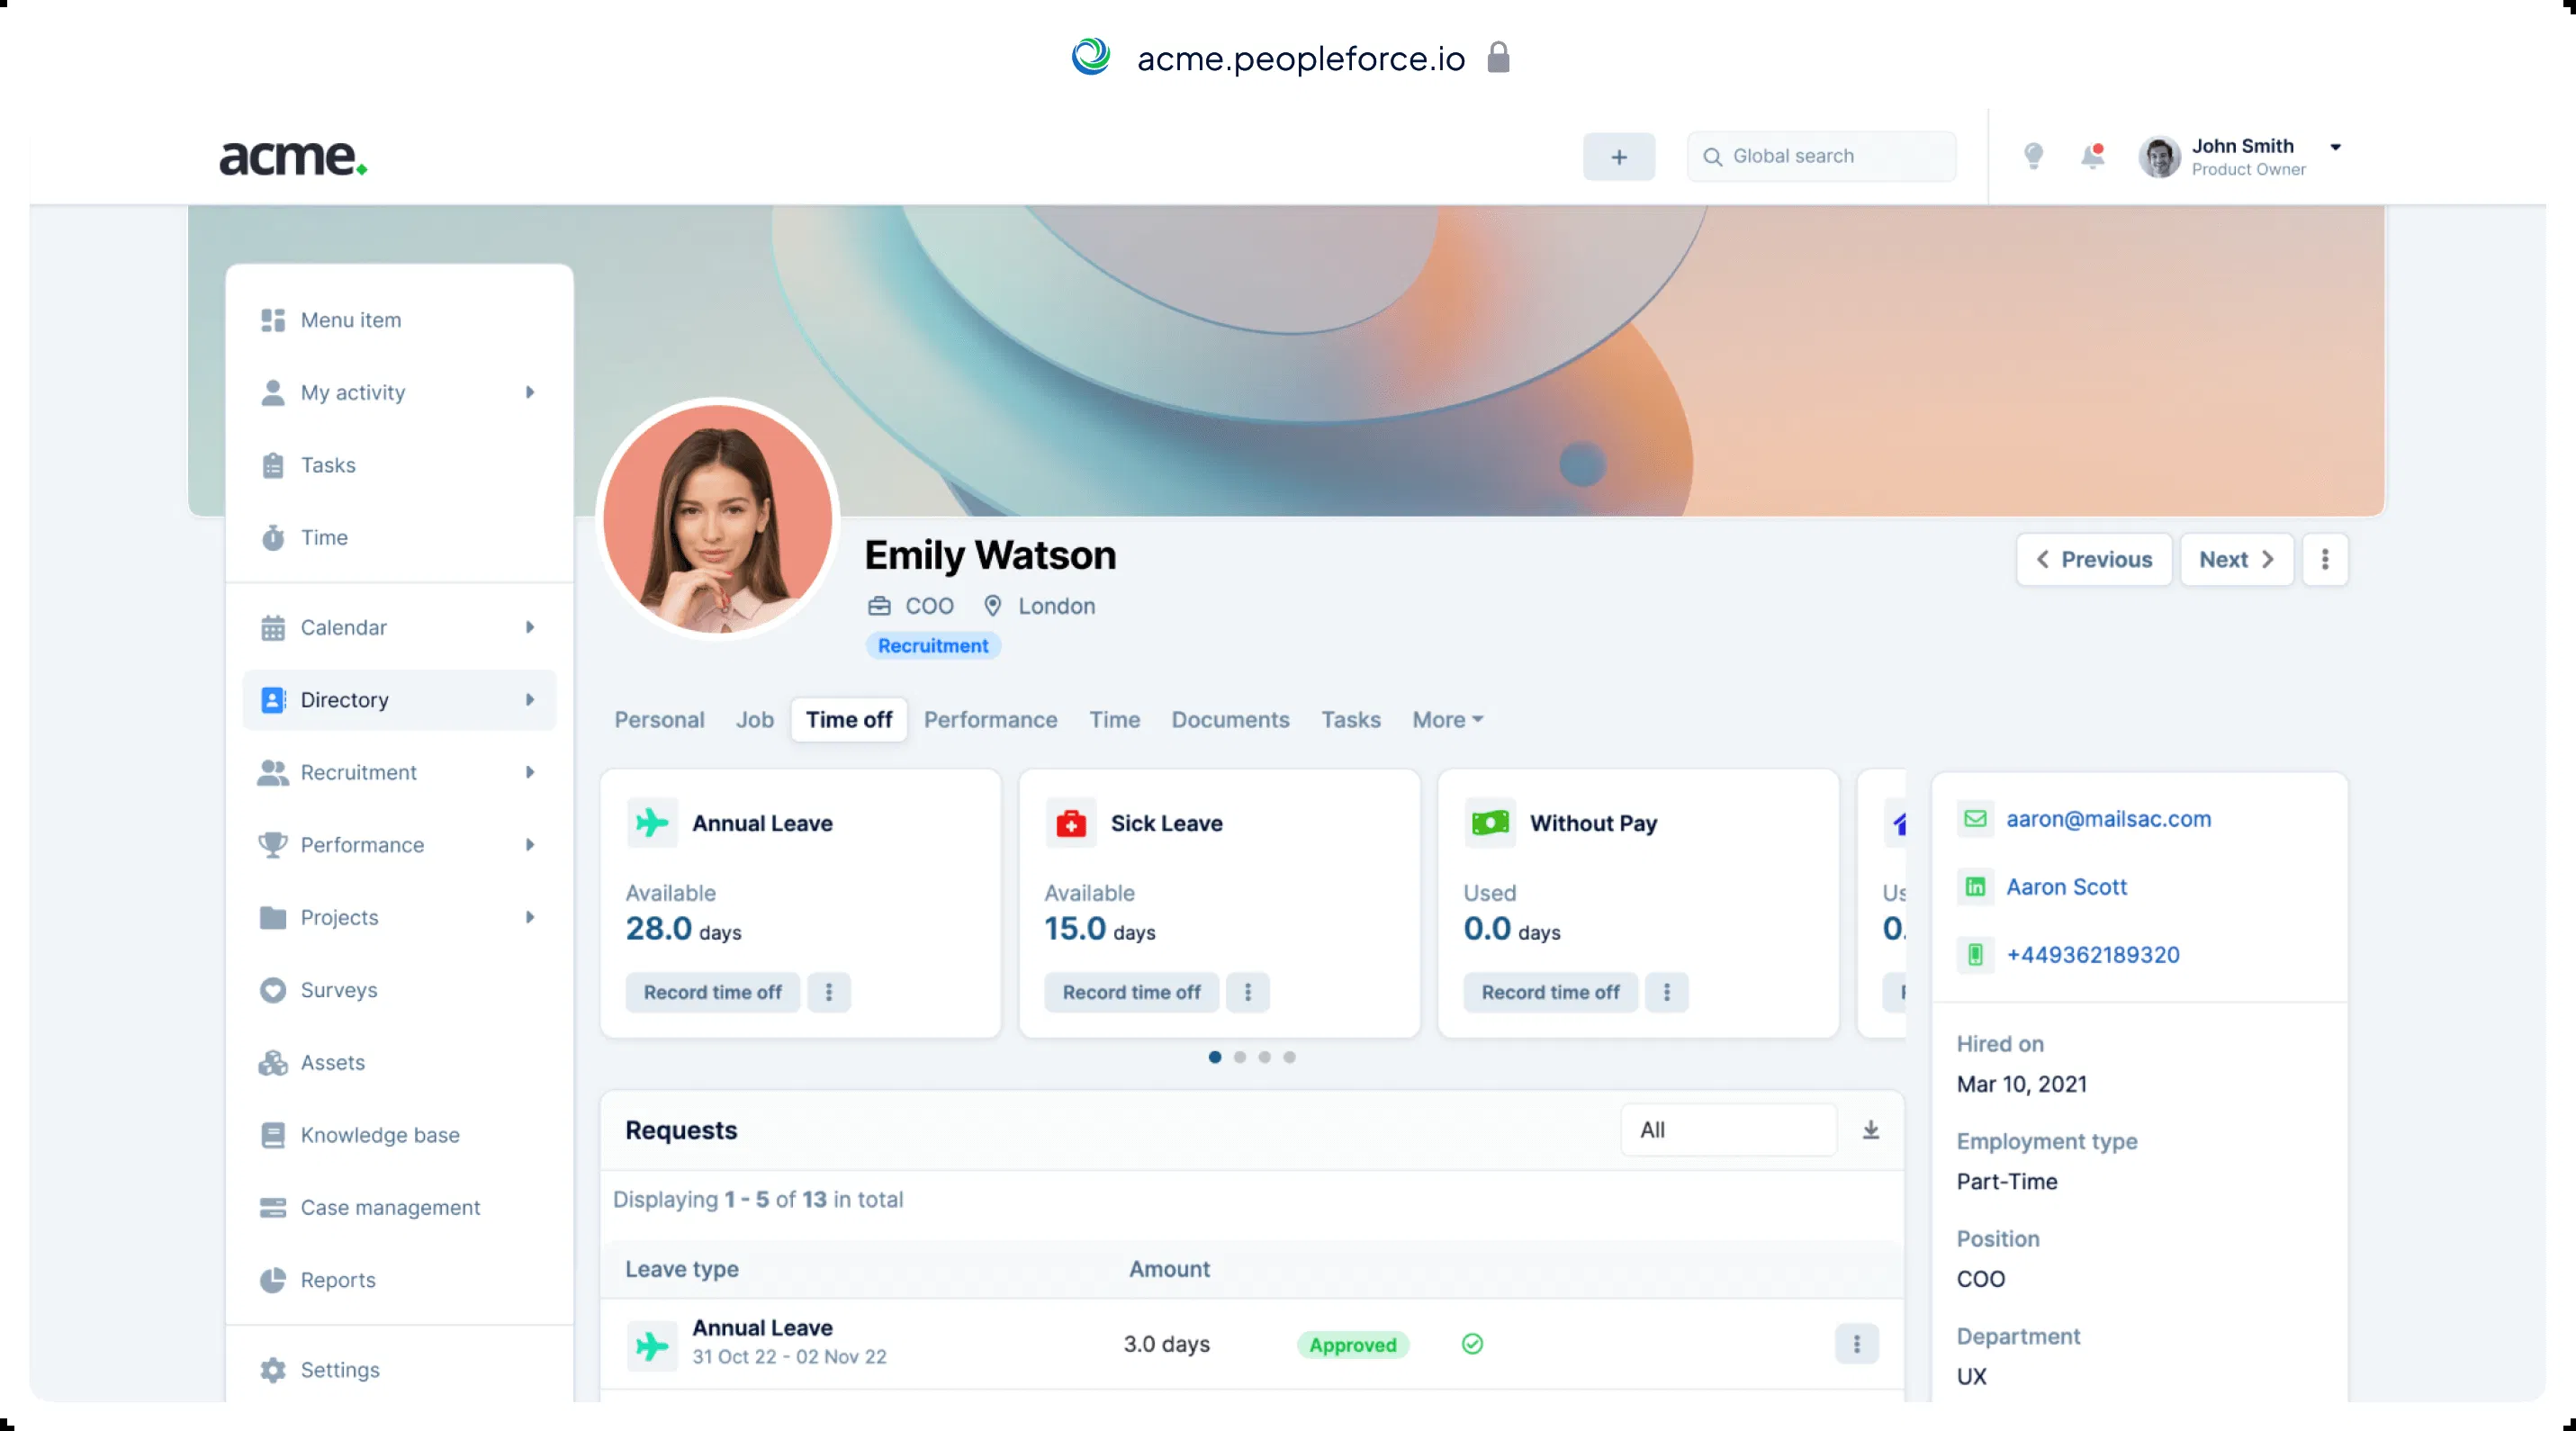 acme.peopleforce.io
acme.
+
Global search
John Smith
Product Owner
Menu item
My activity
Tasks
Time
Calendar
Directory
Recruitment
Performance
Projects
Surveys
Assets
Knowledge base
Case management
Reports
Settings
Emily Watson
COO London
Recruitment
Previous Next
Personal Job Time off Performance Time Documents Tasks More
Annual Leave
Available
28.0 days
Record time off
Sick Leave
Available
15.0 days
Record time off
Without Pay
Used
0.0 days
Record time off
Us
0.
Requests
All
Displaying 1 - 5 of 13 in total
Leave type Amount
Annual Leave
31 Oct 22 - 02 Nov 22
3.0 days Approved
aaron@mailsac.com
in Aaron Scott
+449362189320
Hired on
Mar 10, 2021
Employment type
Part-Time
Position
COO
Department
UX